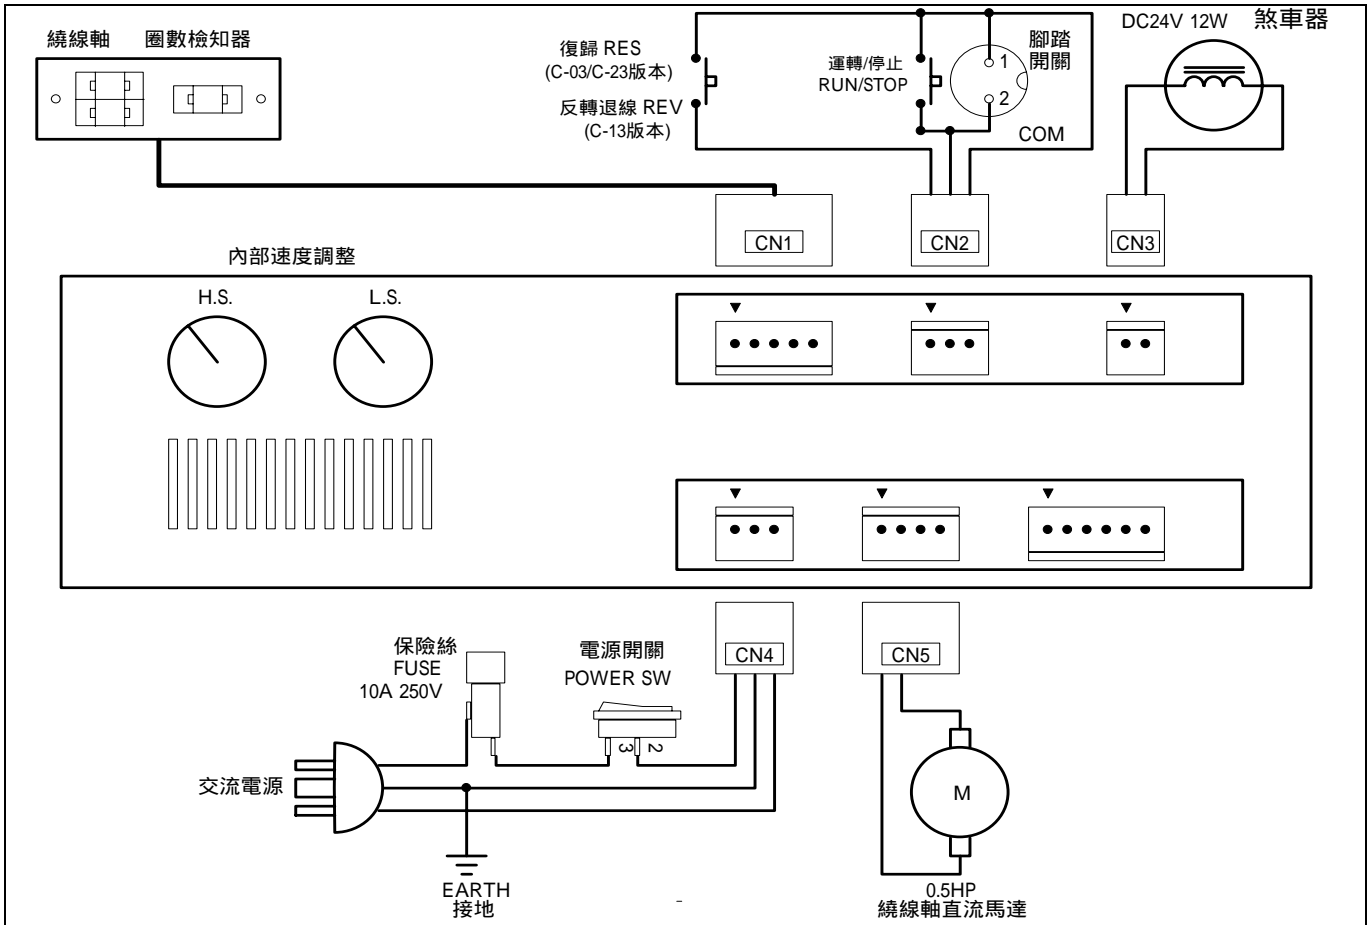 繞線軸 圈數檢知器
復歸 RES
(C-03/C-23版本)
反轉退線 REV
(C-13版本)
運轉/停止
RUN/STOP
1
2
腳踏
開關
COM
DC24V 12W 煞車器
CN1
CN2
CN3
內部速度調整
H.S.
L.S.
保險絲
FUSE
10A 250V
電源開關
POWER SW
3
2
CN4
CN5
交流電源
EARTH
接地
M
0.5HP
繞線軸直流馬達